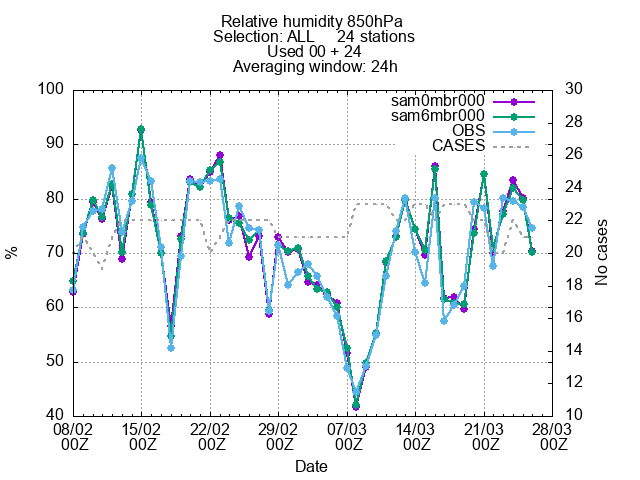 Relative humidity 850hPa
Selection: ALL 24 stations
Used 00 + 24
Averaging window: 24h
100
90
80
70
60
50
40
%
30
28
26
24
22
20
18
16
14
12
10
No cases
sam0mbr000
sam6mbr000
OBS
CASES
08/02 15/02 22/02 29/02 07/03 14/03 21/03 28/03
00Z 00Z 00Z 00Z 00Z 00Z 00Z 00Z
Date